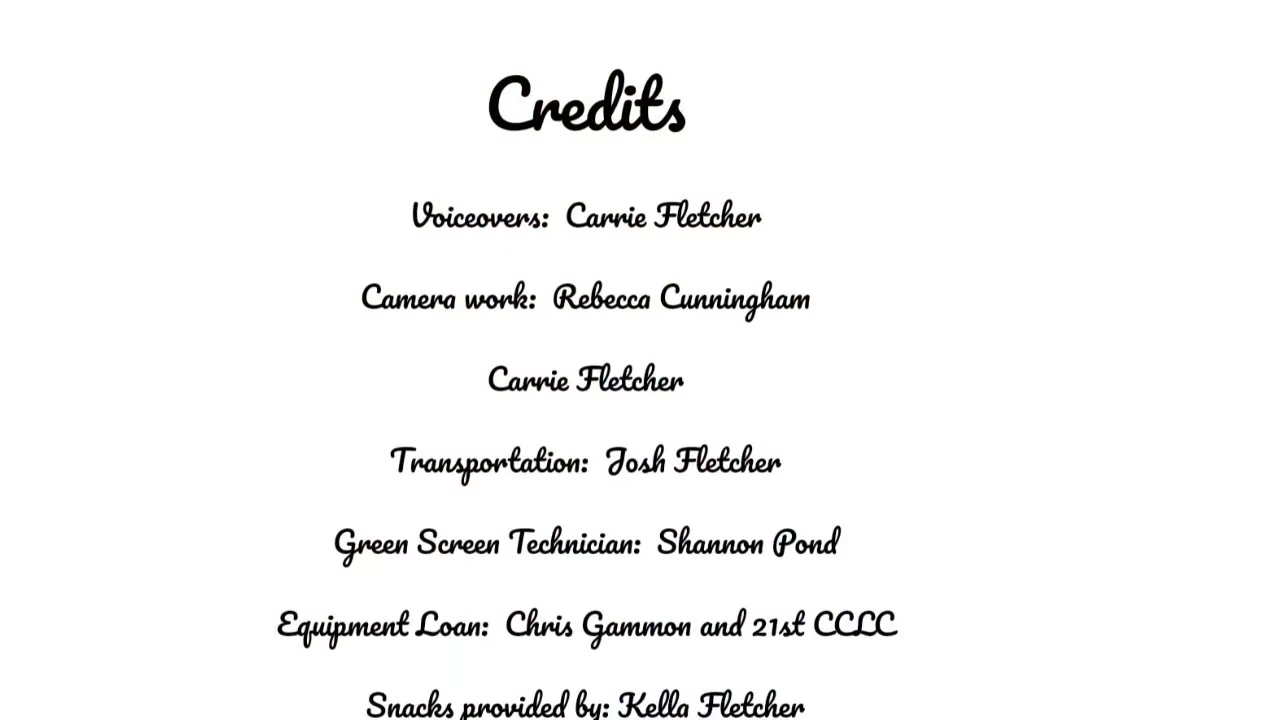 Credits
Voiceovers: Carrie Fletcher
Camera work: Rebecca Cunningham
Carrie Fletcher
Transportation: Josh Fletcher
Green Screen Technician: Shannon Pond
Equipment Loan: Chris Gammon and 21st CCLC
Snacks provided by: Kella Fletcher